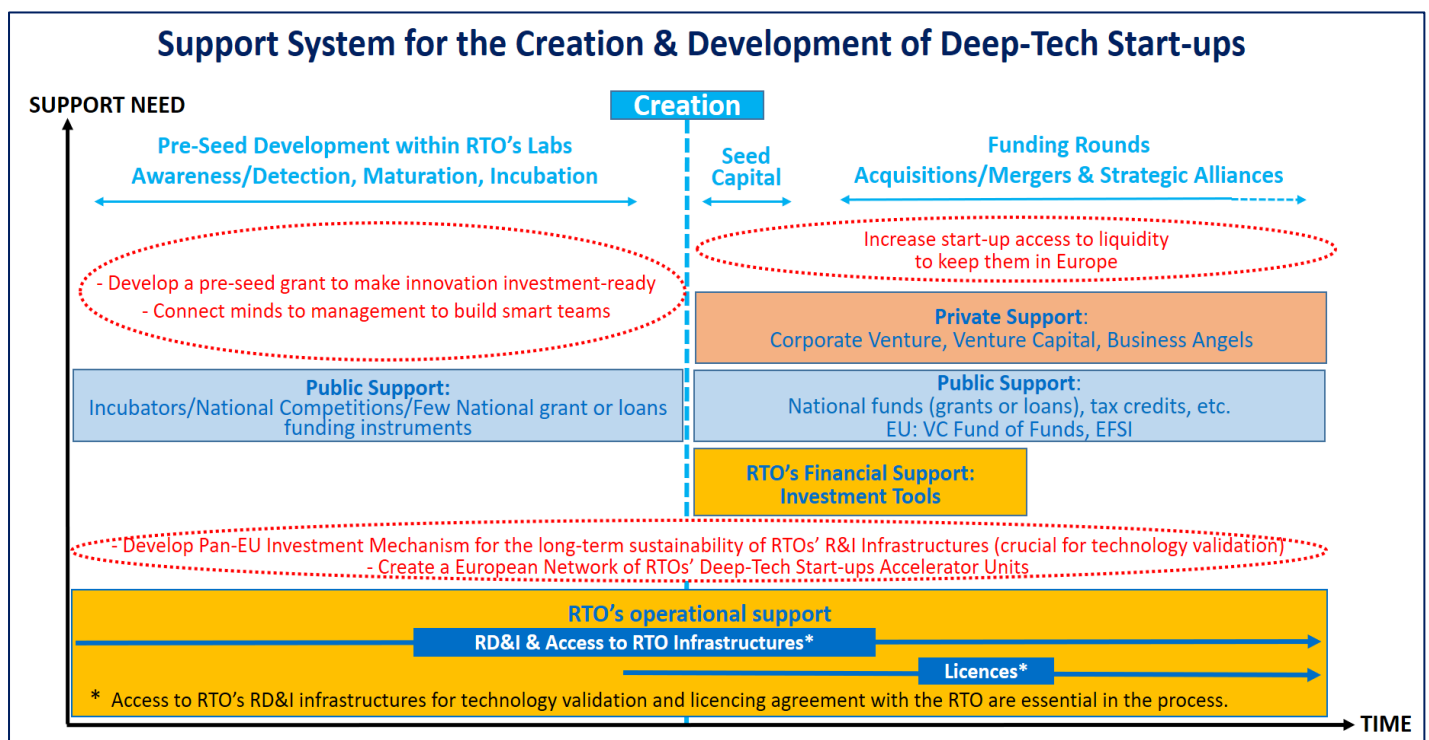 Support System for the Creation & Development of Deep-Tech Start-ups
SUPPORT NEED
Creation
Pre-Seed Development within RTO's Labs
Awareness/Detection, Maturation, Incubation
Seed
Capital
Funding Rounds
Acquisitions/Mergers & Strategic Alliances
- Develop a pre-seed grant to make innovation investment-ready
- Connect minds to management to build smart teams
Increase start-up access to liquidity
to keep them in Europe
Private Support:
Corporate Venture, Venture Capital, Business Angels
Public Support:
Incubators/National Competitions/Few National grant or loans
funding instruments
Public Support:
National funds (grants or loans), tax credits, etc.
EU: VC Fund of Funds, EFSI
RTO's Financial Support:
Investment Tools
- Develop Pan-EU Investment Mechanism for the long-term sustainability of RTOs' R&I Infrastructures (crucial for technology validation)
- Create a European Network of RTOs' Deep-Tech Start-ups Accelerator Units
RTO's operational support
RD&I & Access to RTO Infrastructures*
Licences*
* Access to RTO's RD&I infrastructures for technology validation and licencing agreement with the RTO are essential in the process.
TIME